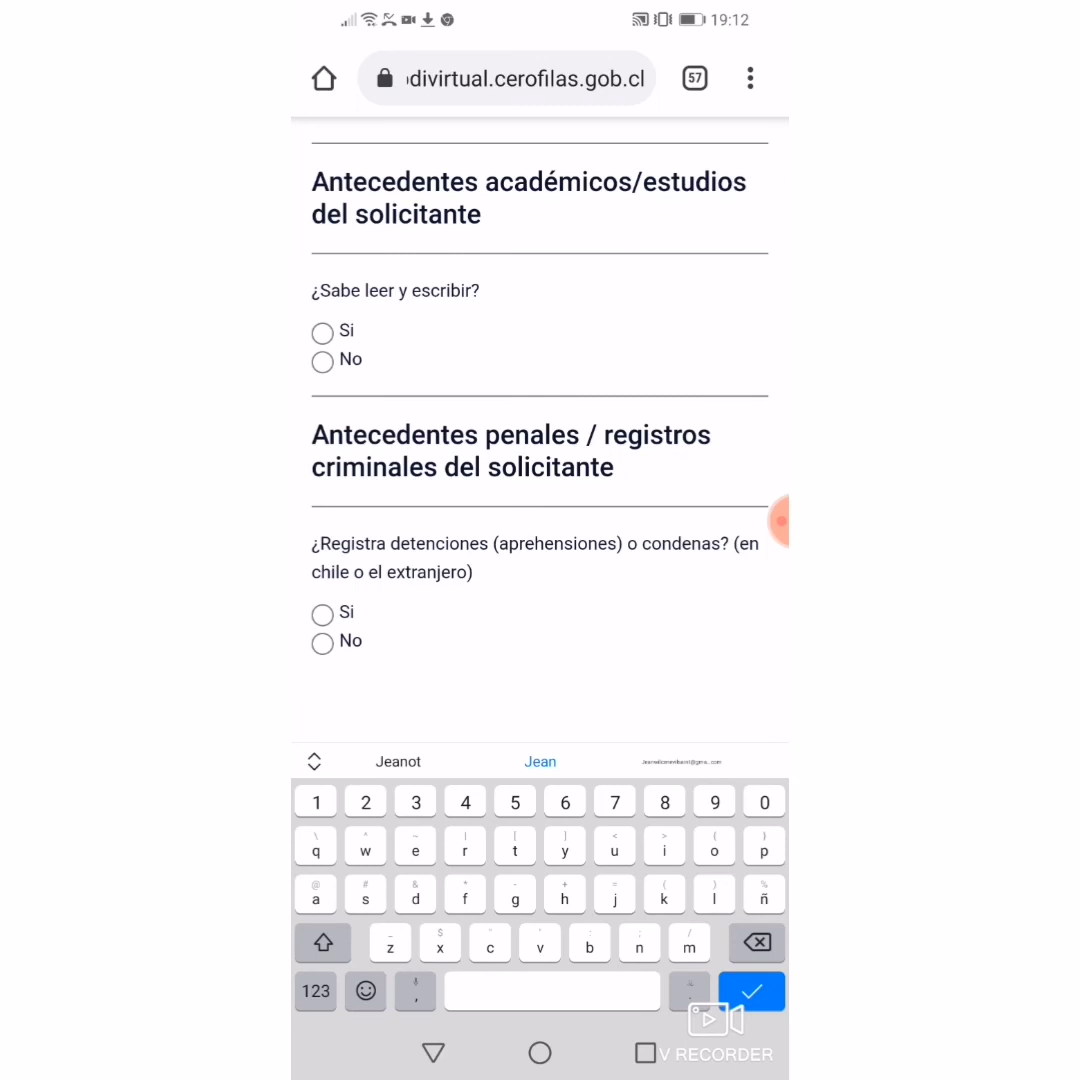 19:12
›divirtual.cerofilas.gob.cl
57
Antecedentes académicos/estudios
del solicitante
¿Sabe leer y escribir?
Si
No
Antecedentes penales / registros
criminales del solicitante
¿Registra detenciones (aprehensiones) o condenas? (en
chile o el extranjero)
Si
No
Jeanot Jean
1 2 3 4 5 6 7 8 9 0
q w e r t y u i o p
a s d f g h j k l ñ
z x c v b n m
123 , .
V RECORDER